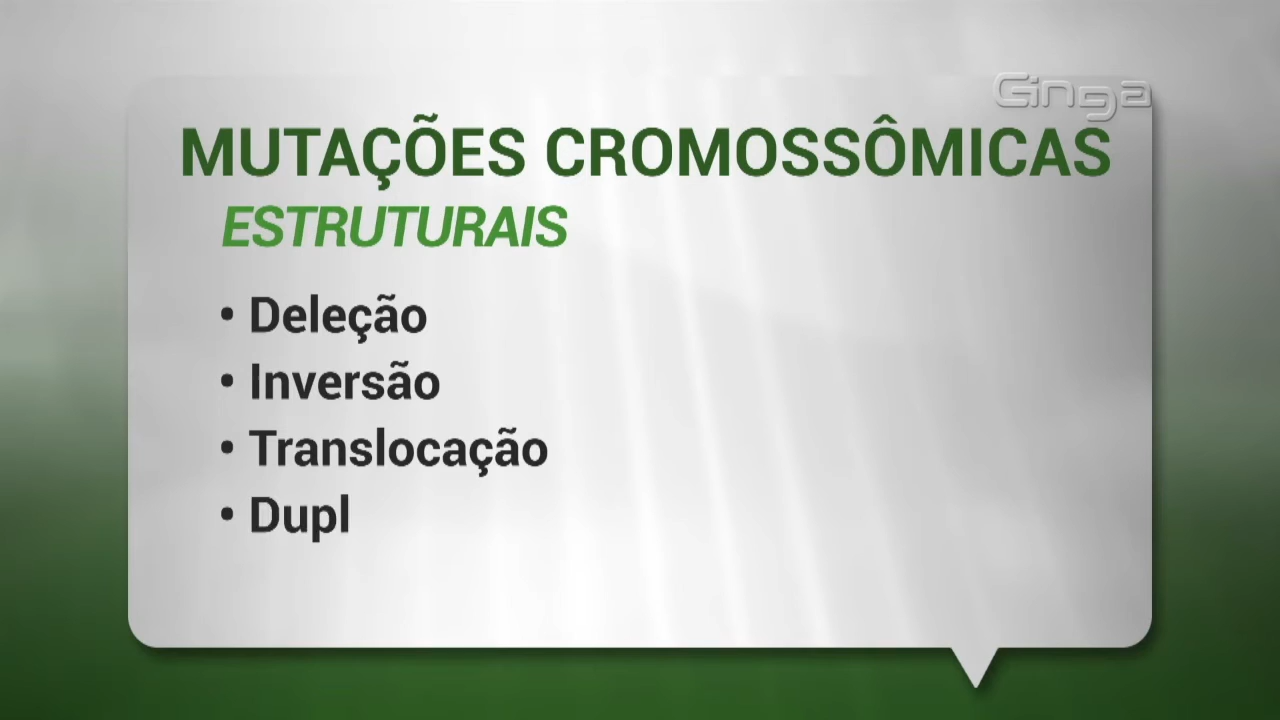 Ginga
MUTAÇÕES CROMOSSÔMICAS
ESTRUTURAIS
• Deleção
• Inversão
• Translocação
• Dupl